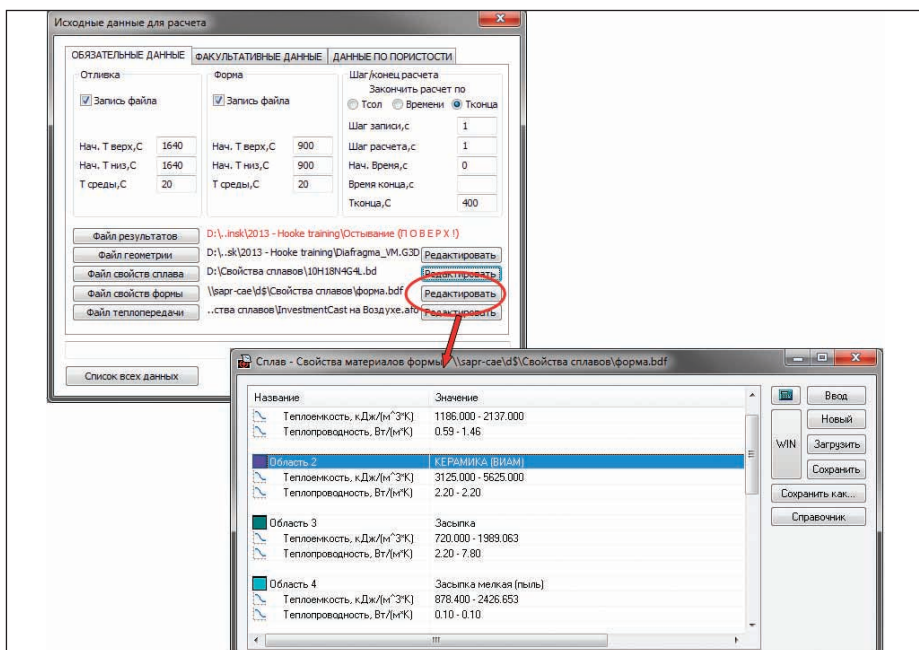 Исходные данные для расчета
ОБЯЗАТЕЛЬНЫЕ ДАННЫЕ ФАКУЛЬТАТИВНЫЕ ДАННЫЕ ДАННЫЕ ПО ПОРИСТОСТИ
Отливка Форма Шаг/конец расчета
Закончить расчет по
Запись файла Запись файла Тсол Времени Тконца
Шаг записи,с 1
Нач. Т верх,С 1640 Нач. Т верх,С 900 Шаг расчета,с 1
Нач. Т низ,С 1640 Нач. Т низ,С 900 Нач. Время,с 0
Т среды,С 20 Т среды,С 20 Время конца,с
Тконца,С 400
Файл результатов D:\..insk\2013 - Hooke training\Остывание (П О В Е Р Х !)
Файл геометрии D:\..sk\2013 - Hooke training\Diafragma_VM.G3D Редактировать
Файл свойств сплава D:\Свойства сплавов\10H18N4G4L.bd Редактировать
Файл свойств формы \\sapr-cae\d$\Свойства сплавов\форма.bdf Редактировать
Файл теплопередачи ..ства сплавов\InvestmentCast на Воздухе.afo Редактировать
Список всех данных
Сплав - Свойства материалов формы \\sapr-cae\d$\Свойства сплавов\форма.bdf
Название Значение
Теплоемкость, кДж/(м^3*К) 1186.000 - 2137.000
Теплопроводность, Вт/(м*К) 0.59 - 1.46
Область 2 КЕРАМИКА (ВИАМ)
Теплоемкость, кДж/(м^3*К) 3125.000 - 5625.000
Теплопроводность, Вт/(м*К) 2.20 - 2.20
Область 3 Засыпка
Теплоемкость, кДж/(м^3*К) 720.000 - 1989.063
Теплопроводность, Вт/(м*К) 2.20 - 7.80
Область 4 Засыпка мелкая (пыль)
Теплоемкость, кДж/(м^3*К) 878.400 - 2426.653
Теплопроводность, Вт/(м*К) 0.10 - 0.10
Ввод
Новый
WIN Загрузить
Сохранить
Сохранить как...
Справочник